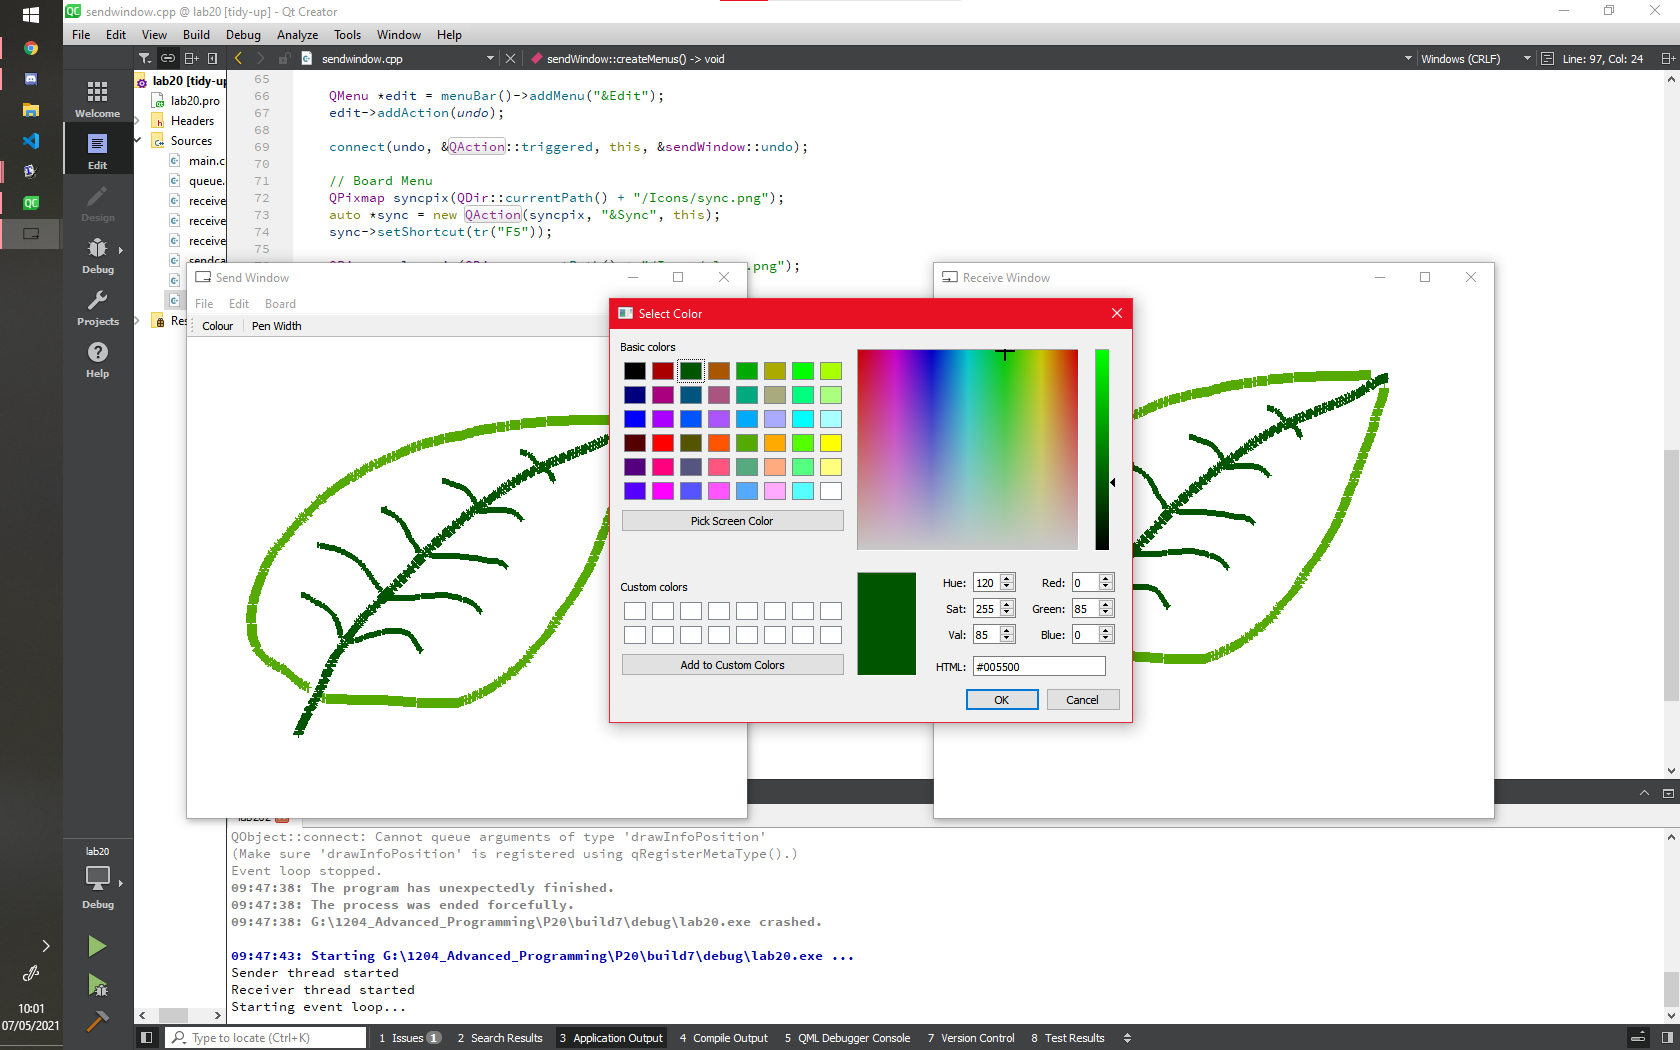 sendwindow.cpp @ lab20 [tidy-up] - Qt Creator
File Edit View Build Debug Analyze Tools Window Help
sendwindow.cpp
sendWindow::createMenus() -> void
Windows (CRLF)
Line: 97, Col: 24
Welcome
Edit
Design
Debug
Projects
Help
lab20 [tidy-up
lab20.pro
Headers
Sources
main.c
queue.
receive
receive
receive
sendca
Res
65
66 QMenu *edit = menuBar()->addMenu("&Edit");
67 edit->addAction(undo);
68
69 connect(undo, &QAction::triggered, this, &sendWindow::undo);
70
71 // Board Menu
72 QPixmap syncpix(QDir::currentPath() + "/Icons/sync.png");
73 auto *sync = new QAction(syncpix, "&Sync", this);
74 sync->setShortcut(tr("F5"));
75
.png");
Send Window
File Edit Board
Colour Pen Width
Receive Window
Select Color
Basic colors
Pick Screen Color
Custom colors
Add to Custom Colors
Hue: 120 Red: 0
Sat: 255 Green: 85
Val: 85 Blue: 0
HTML: #005500
OK Cancel
QObject::connect: Cannot queue arguments of type 'drawInfoPosition'
(Make sure 'drawInfoPosition' is registered using qRegisterMetaType().)
Event loop stopped.
09:47:38: The program has unexpectedly finished.
09:47:38: The process was ended forcefully.
09:47:38: G:\1204_Advanced_Programming\P20\build7\debug\lab20.exe crashed.
09:47:43: Starting G:\1204_Advanced_Programming\P20\build7\debug\lab20.exe ...
Sender thread started
Receiver thread started
Starting event loop...
lab20
Debug
10:01
07/05/2021
Type to locate (Ctrl+K)
1 Issues 1 2 Search Results 3 Application Output 4 Compile Output 5 QML Debugger Console 7 Version Control 8 Test Results